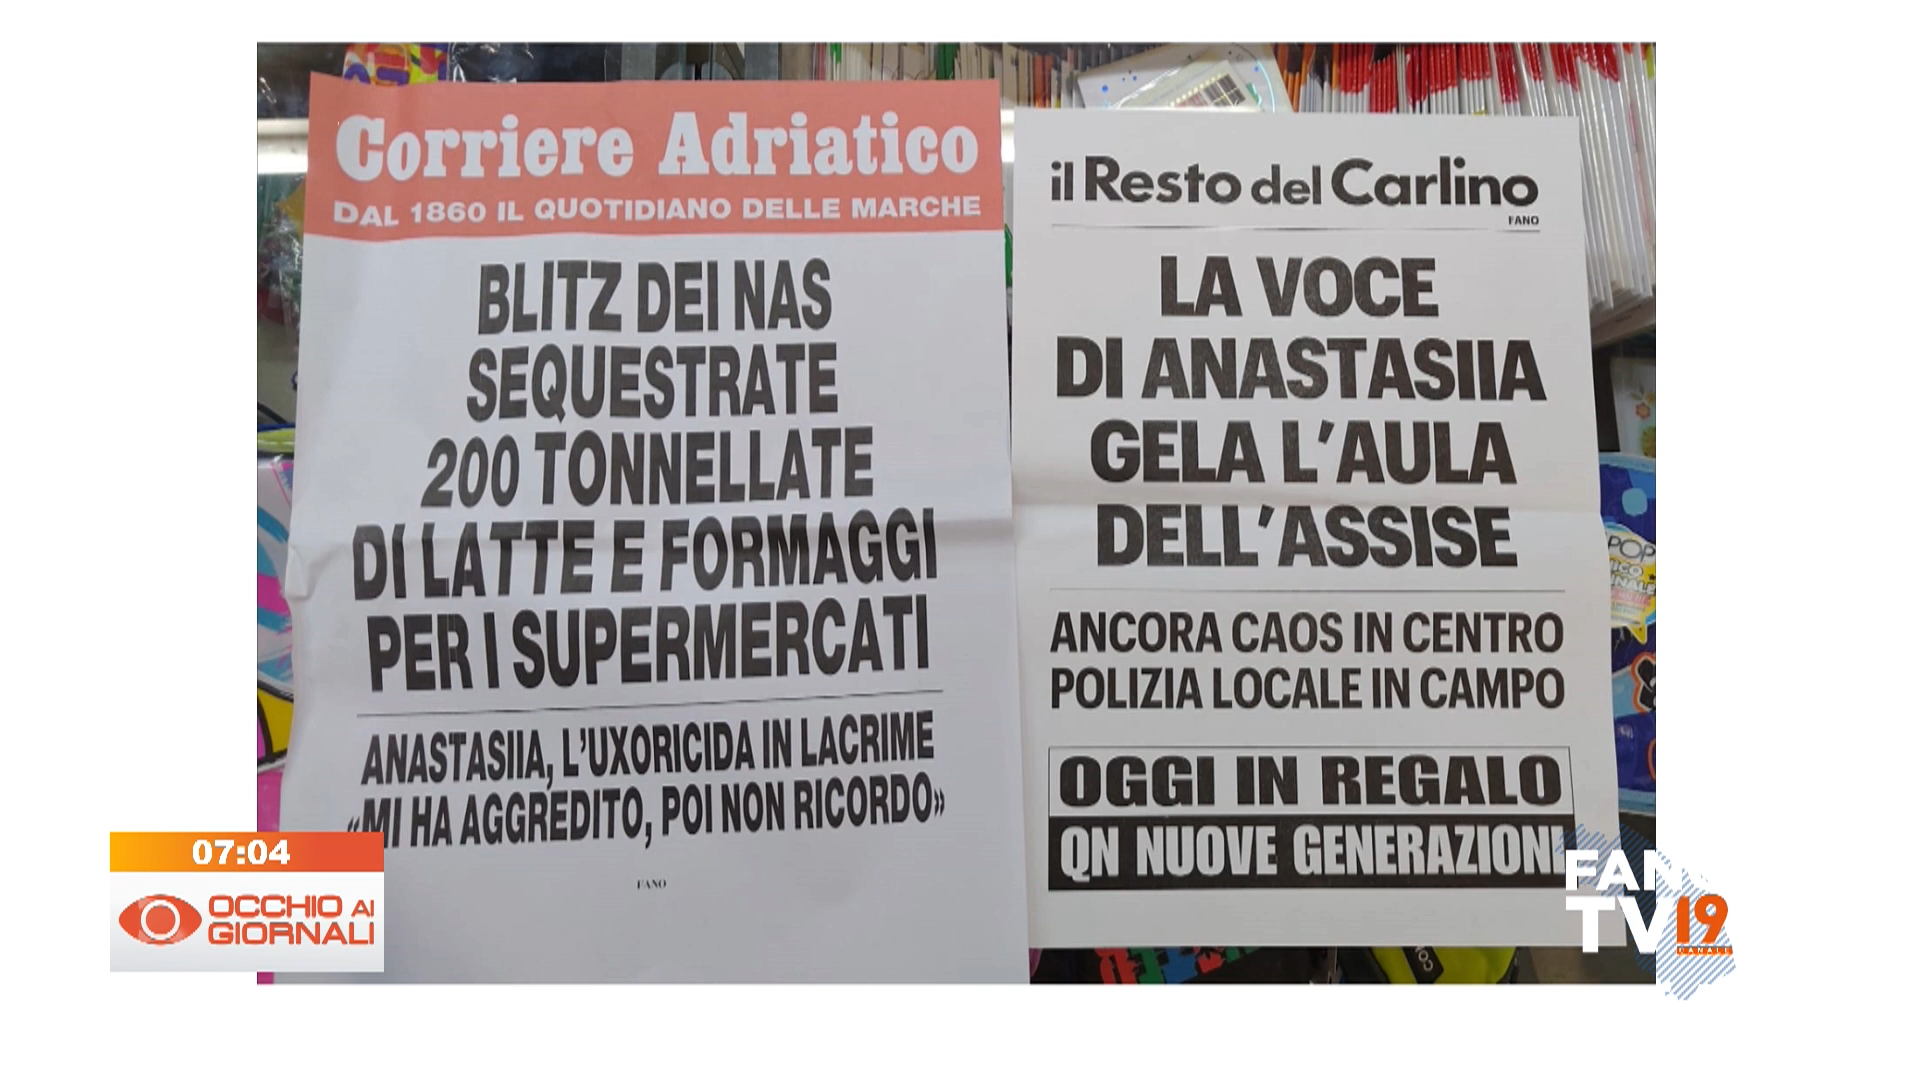 Corriere Adriatico
DAL 1860 IL QUOTIDIANO DELLE MARCHE
BLITZ DEI NAS
SEQUESTRATE
200 TONNELLATE
DI LATTE E FORMAGGI
PER I SUPERMERCATI
ANASTASIIA, L'UXORICIDA IN LACRIME
«MI HA AGGREDITO, POI NON RICORDO»
FANO
il Resto del Carlino
FANO
LA VOCE
DI ANASTASIIA
GELA L'AULA
DELL'ASSISE
ANCORA CAOS IN CENTRO
POLIZIA LOCALE IN CAMPO
OGGI IN REGALO
QN NUOVE GENERAZIONI
07:04
OCCHIO AI
GIORNALI
FANO
TV 19
CANALE
POP